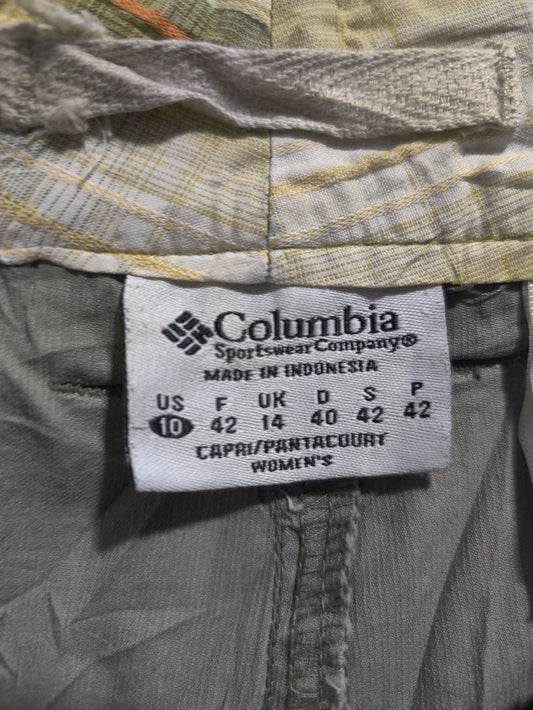 Columbia
Sportswear Company®
MADE IN INDONESIA
US F UK D S P
10 42 14 40 42 42
CAPRI/PANTACOURT
WOMEN'S